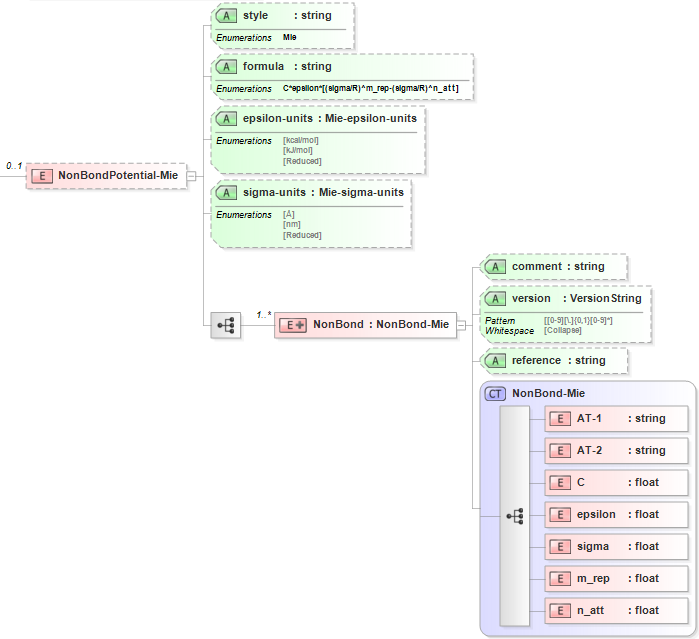 A style : string
Enumerations Mie
A formula : string
Enumerations C*epsilon*[(sigma/R)^m_rep-(sigma/R)^n_att]
A epsilon-units : Mie-epsilon-units
Enumerations [kcal/mol]
[kJ/mol]
[Reduced]
0..1
E NonBondPotential-Mie
A sigma-units : Mie-sigma-units
Enumerations [Å]
[nm]
[Reduced]
1..*
E+ NonBond : NonBond-Mie
A comment : string
A version : VersionString
Pattern [[0-9][\.]{0,1}[0-9]*]
Whitespace [Collapse]
A reference : string
CT NonBond-Mie
E AT-1 : string
E AT-2 : string
E C : float
E epsilon : float
E sigma : float
E m_rep : float
E n_att : float